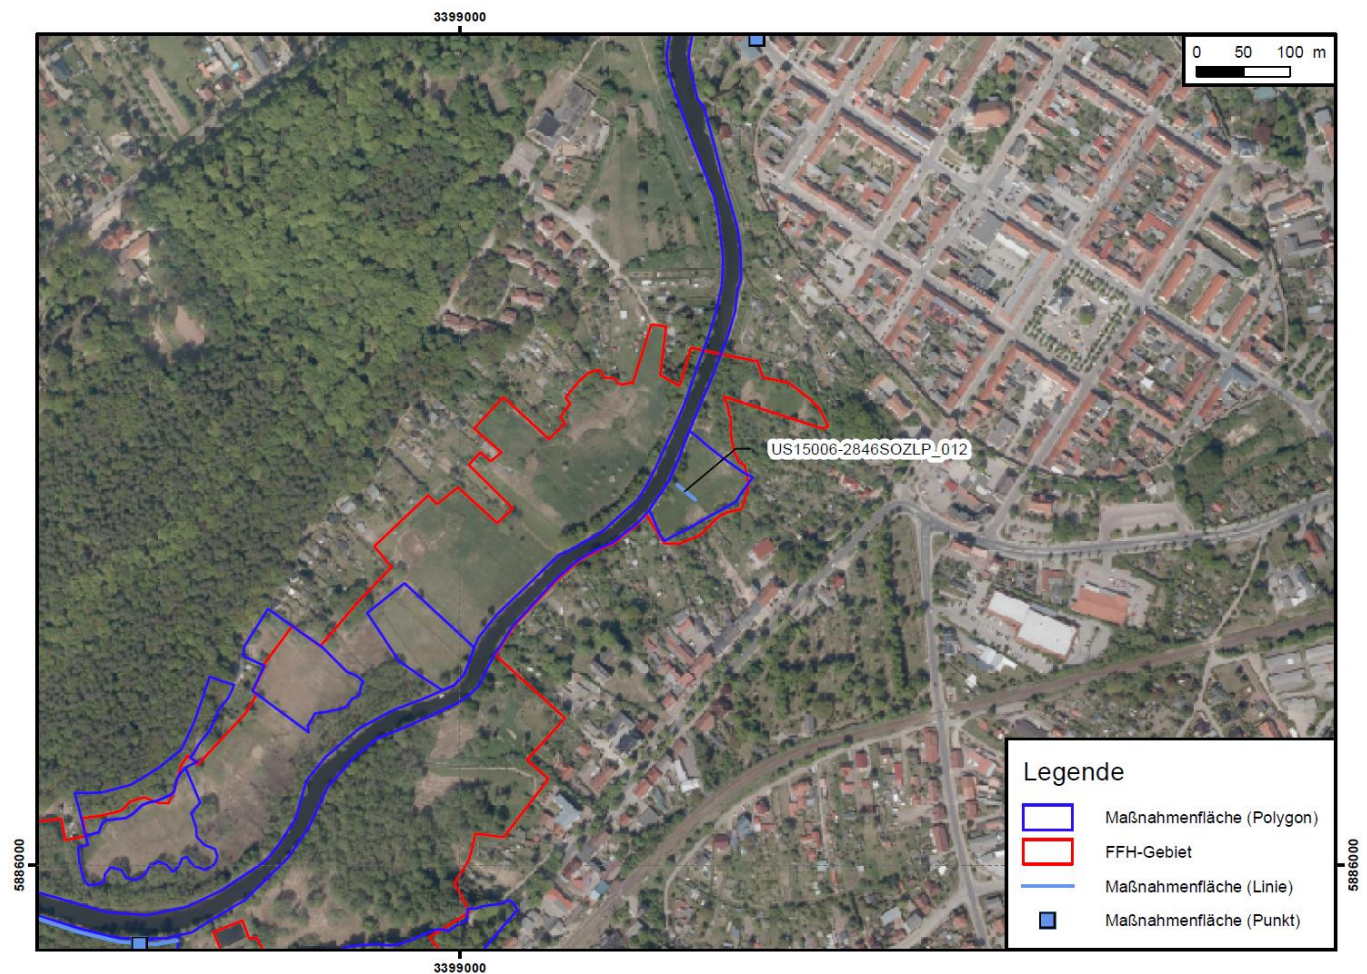 3399000
0 50 100 m
US15006-2846SOZLP_012
Legende
Maßnahmenfläche (Polygon)
FFH-Gebiet
Maßnahmenfläche (Linie)
Maßnahmenfläche (Punkt)
5886000
5886000
3399000